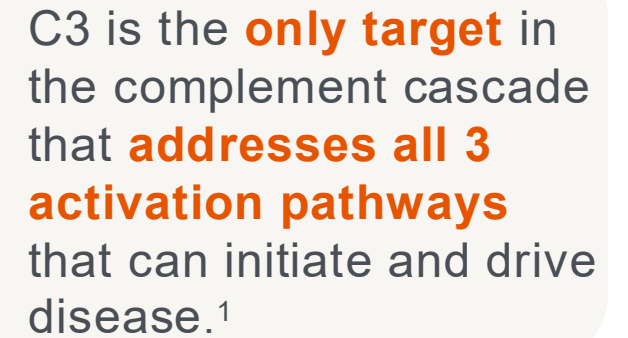 C3 is the only target in
the complement cascade
that addresses all 3
activation pathways
that can initiate and drive
disease.¹